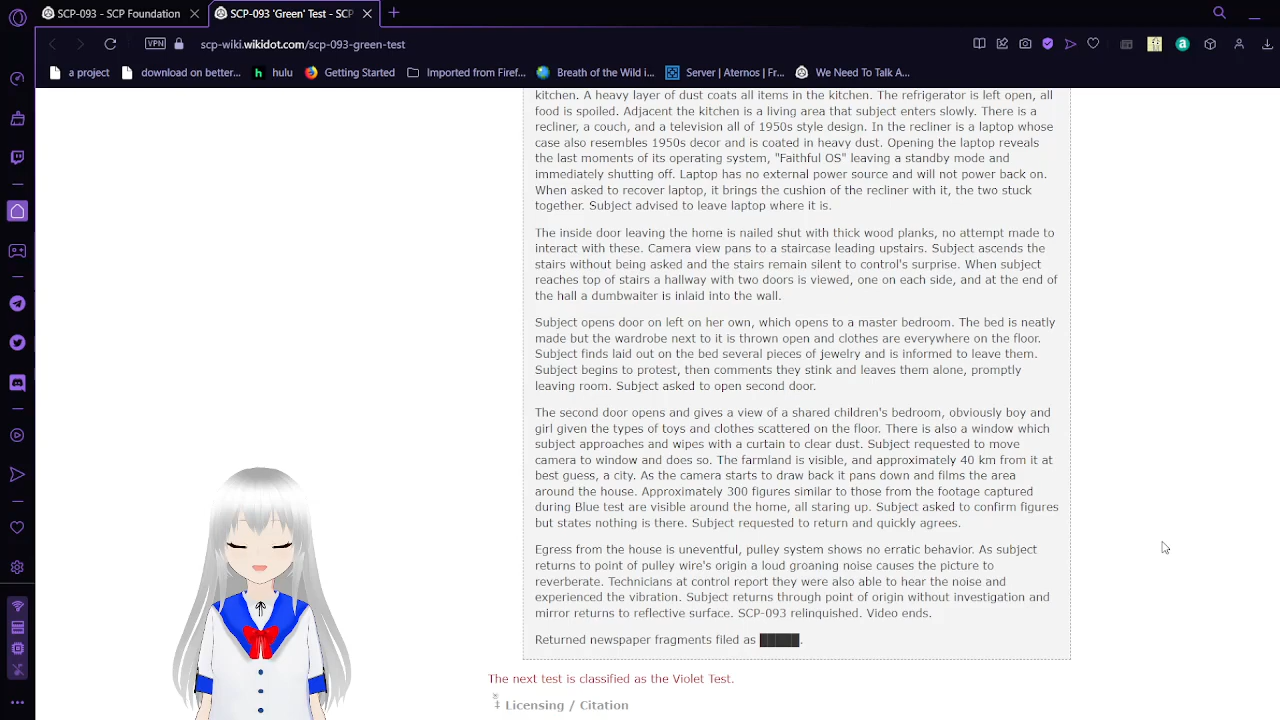 SCP-093 - SCP Foundation
SCP-093 'Green' Test - SCP
VPN
scp-wiki.wikidot.com/scp-093-green-test
a project
download on better...
hulu
Getting Started
Imported from Firef...
Breath of the Wild i...
Server | Aternos | Fr...
We Need To Talk A...
kitchen. A heavy layer of dust coats all items in the kitchen. The refrigerator is left open, all
food is spoiled. Adjacent the kitchen is a living area that subject enters slowly. There is a
recliner, a couch, and a television all of 1950s style design. In the recliner is a laptop whose
case also resembles 1950s decor and is coated in heavy dust. Opening the laptop reveals
the last moments of its operating system, "Faithful OS" leaving a standby mode and
immediately shutting off. Laptop has no external power source and will not power back on.
When asked to recover laptop, it brings the cushion of the recliner with it, the two stuck
together. Subject advised to leave laptop where it is.
The inside door leaving the home is nailed shut with thick wood planks, no attempt made to
interact with these. Camera view pans to a staircase leading upstairs. Subject ascends the
stairs without being asked and the stairs remain silent to control's surprise. When subject
reaches top of stairs a hallway with two doors is viewed, one on each side, and at the end of
the hall a dumbwaiter is inlaid into the wall.
Subject opens door on left on her own, which opens to a master bedroom. The bed is neatly
made but the wardrobe next to it is thrown open and clothes are everywhere on the floor.
Subject finds laid out on the bed several pieces of jewelry and is informed to leave them.
Subject begins to protest, then comments they stink and leaves them alone, promptly
leaving room. Subject asked to open second door.
The second door opens and gives a view of a shared children's bedroom, obviously boy and
girl given the types of toys and clothes scattered on the floor. There is also a window which
subject approaches and wipes with a curtain to clear dust. Subject requested to move
camera to window and does so. The farmland is visible, and approximately 40 km from it at
best guess, a city. As the camera starts to draw back it pans down and films the area
around the house. Approximately 300 figures similar to those from the footage captured
during Blue test are visible around the home, all staring up. Subject asked to confirm figures
but states nothing is there. Subject requested to return and quickly agrees.
Egress from the house is uneventful, pulley system shows no erratic behavior. As subject
returns to point of pulley wire's origin a loud groaning noise causes the picture to
reverberate. Technicians at control report they were also able to hear the noise and
experienced the vibration. Subject returns through point of origin without investigation and
mirror returns to reflective surface. SCP-093 relinquished. Video ends.
Returned newspaper fragments filed as █████.
The next test is classified as the Violet Test.
‡ Licensing / Citation